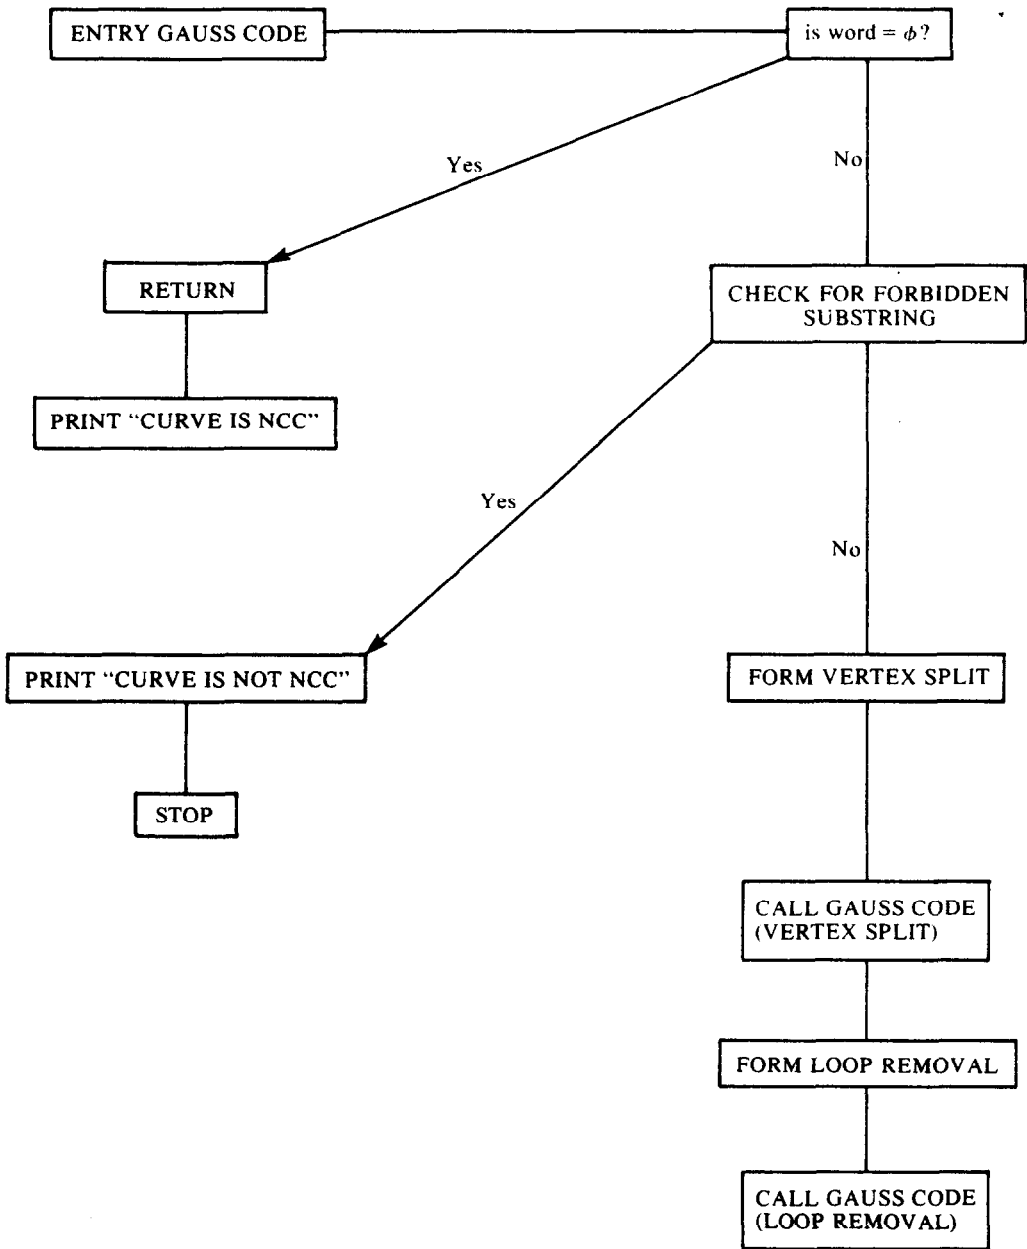 ENTRY GAUSS CODE
is word = ϕ?
Yes
No
RETURN
CHECK FOR FORBIDDEN
SUBSTRING
PRINT “CURVE IS NCC”
Yes
No
PRINT “CURVE IS NOT NCC”
FORM VERTEX SPLIT
STOP
CALL GAUSS CODE
(VERTEX SPLIT)
FORM LOOP REMOVAL
CALL GAUSS CODE
(LOOP REMOVAL)